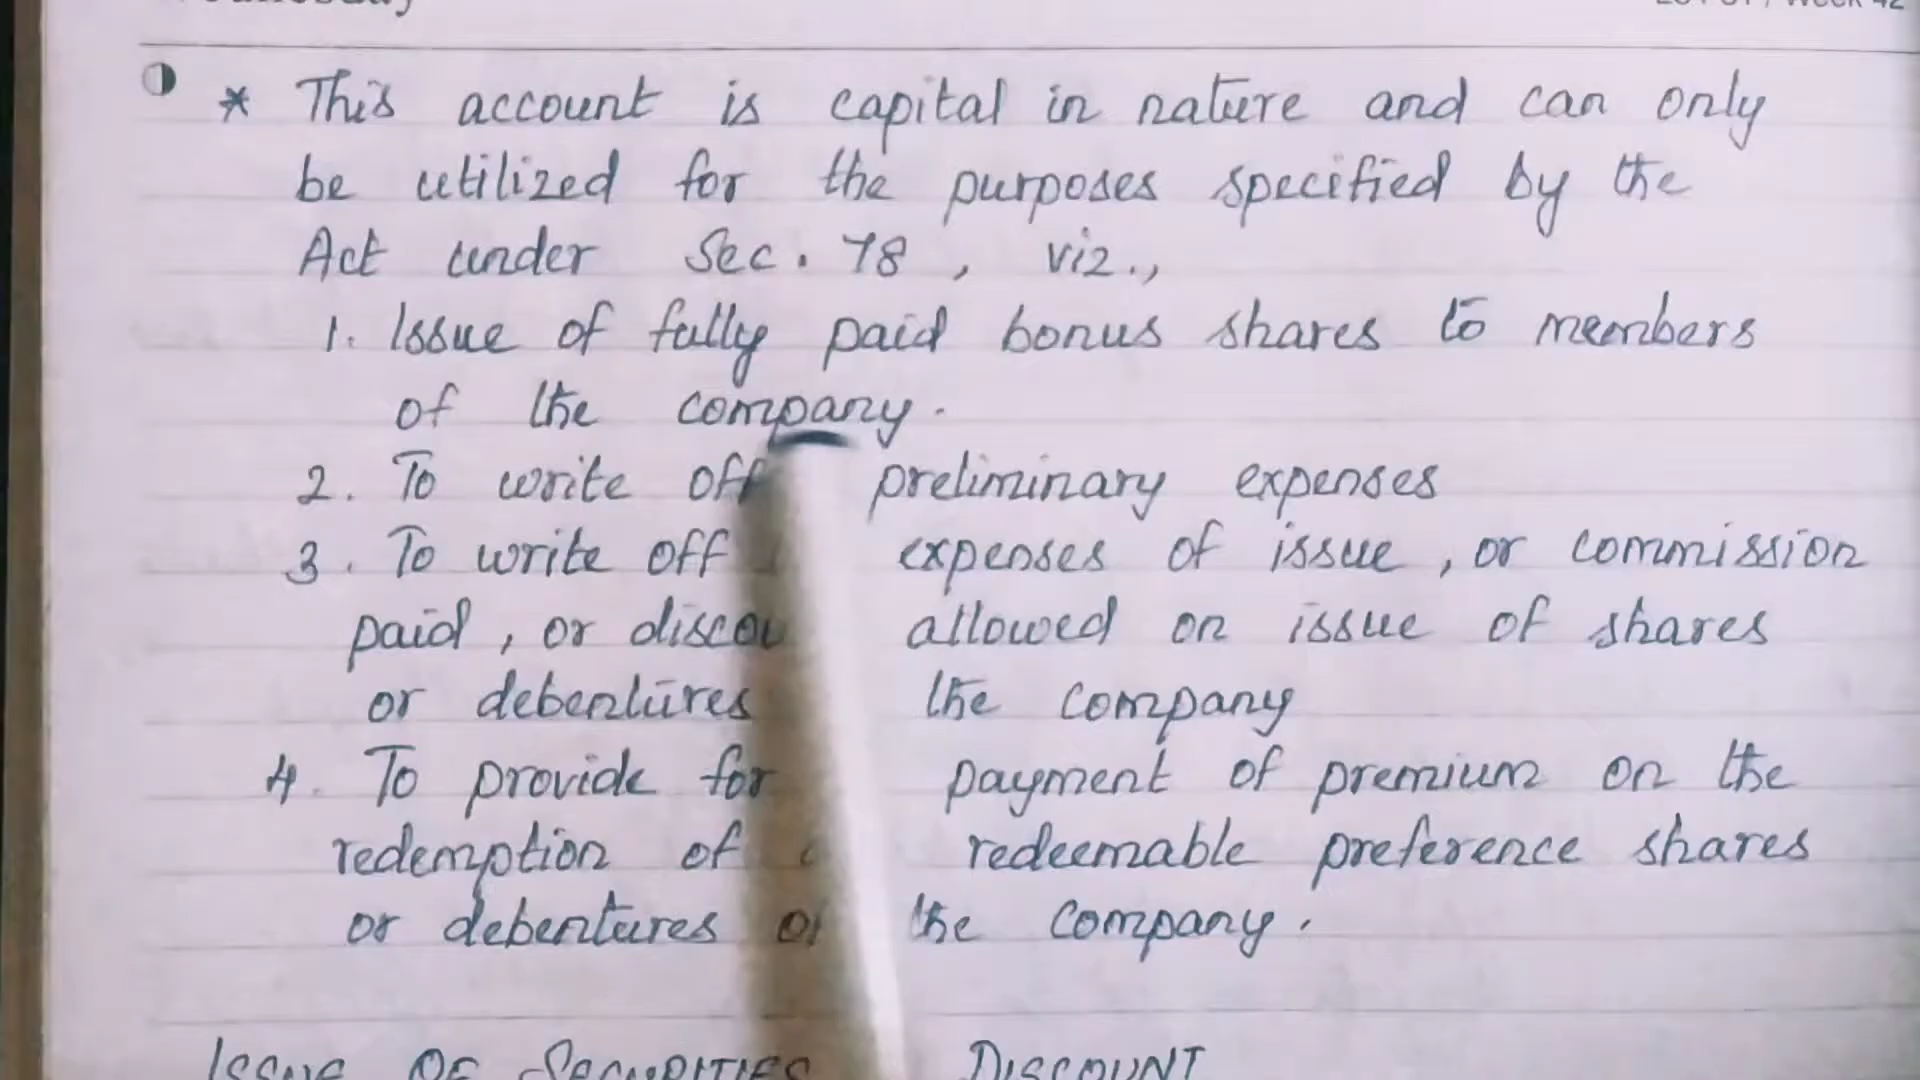 * This account is capital in nature and can only
be utilized for the purposes specified by the
Act under Sec. 78, viz.,
1. Issue of fully paid bonus shares to members
of the company.
2. To write off preliminary expenses
3. To write off expenses of issue, or commission
paid, or allowed on issue of shares
or debentures the company
4. To provide for payment of premium on the
redemption of redeemable preference shares
or debentures the company.
ISSUE OF SECURITIES DISCOUNT